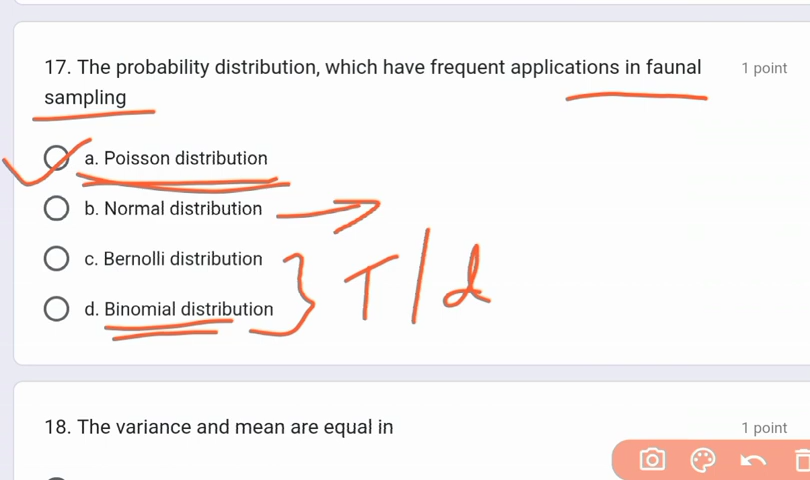 17. The probability distribution, which have frequent applications in faunal 1 point
sampling
a. Poisson distribution
b. Normal distribution
c. Bernolli distribution
d. Binomial distribution
T/d
18. The variance and mean are equal in 1 point